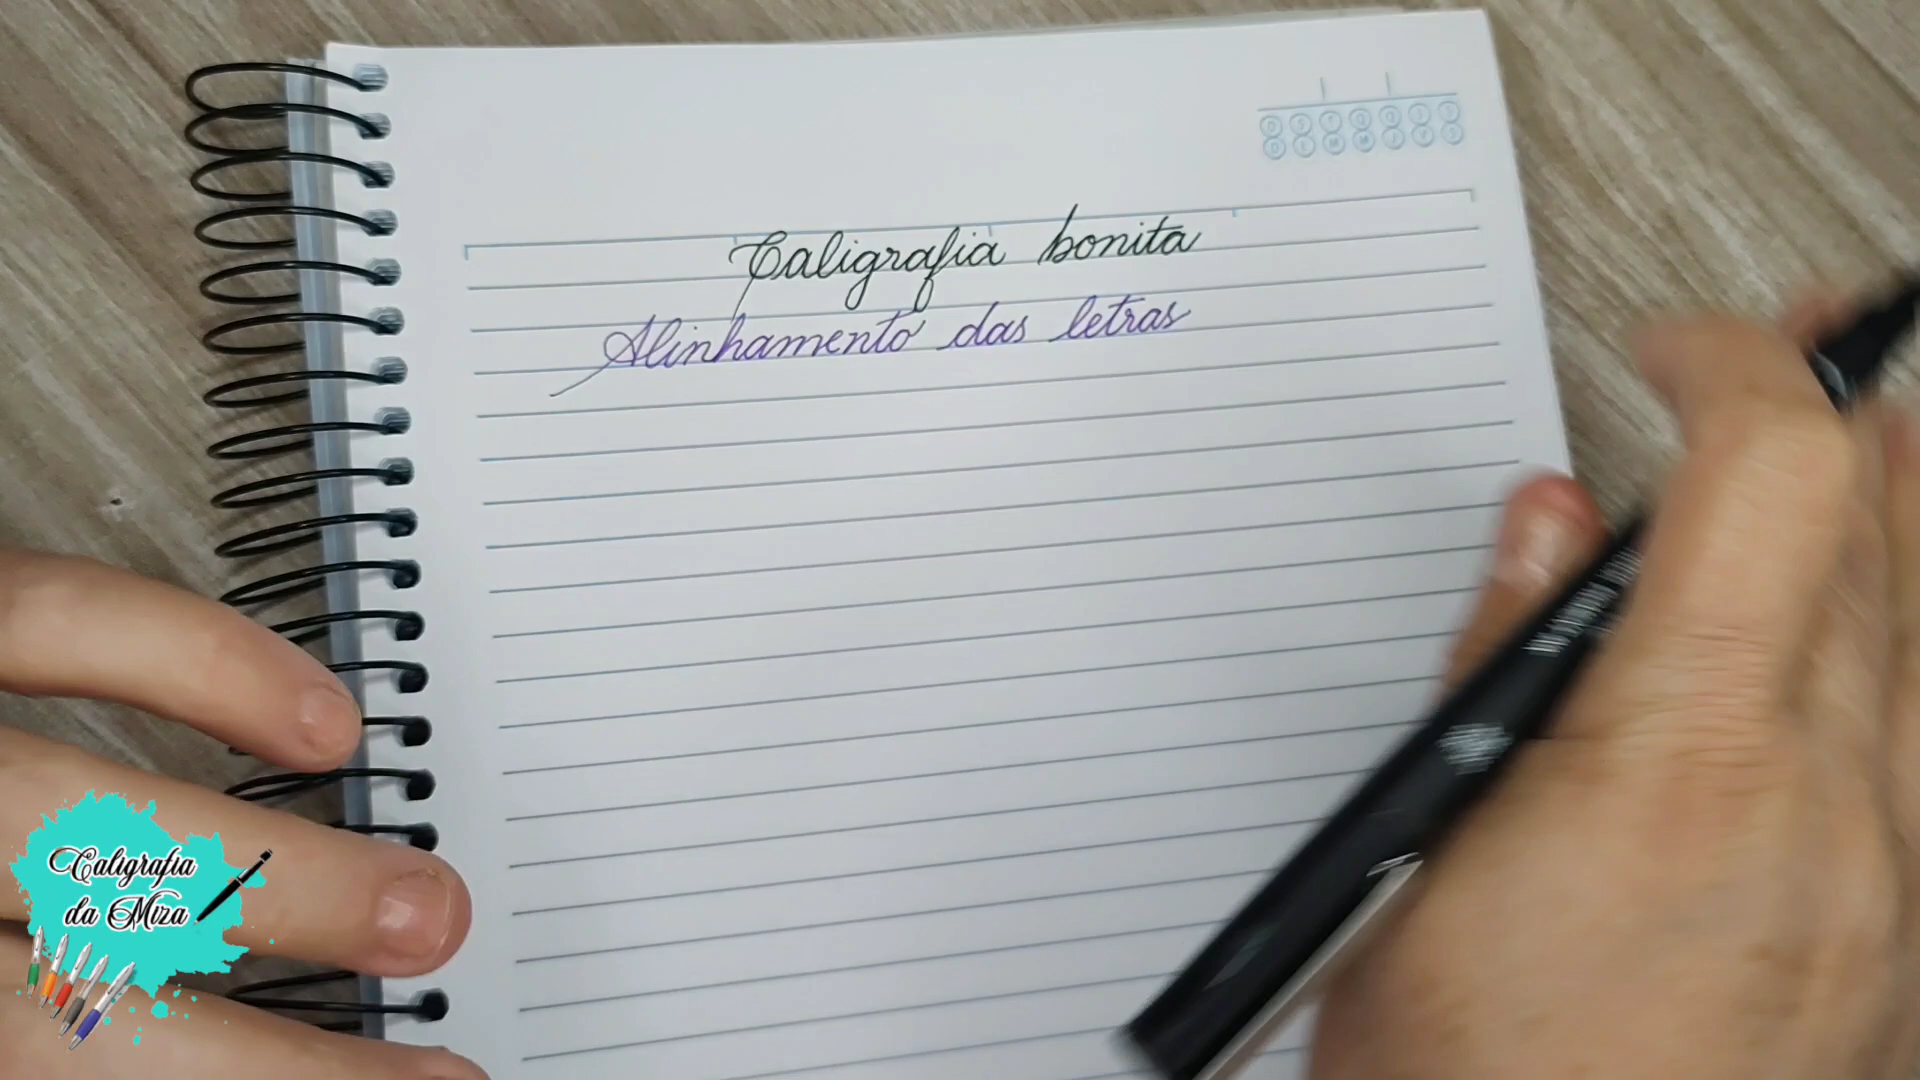 D S T Q Q S S
D L M M J V S
Caligrafia bonita
Alinhamento das letras
Caligrafia
da Miza